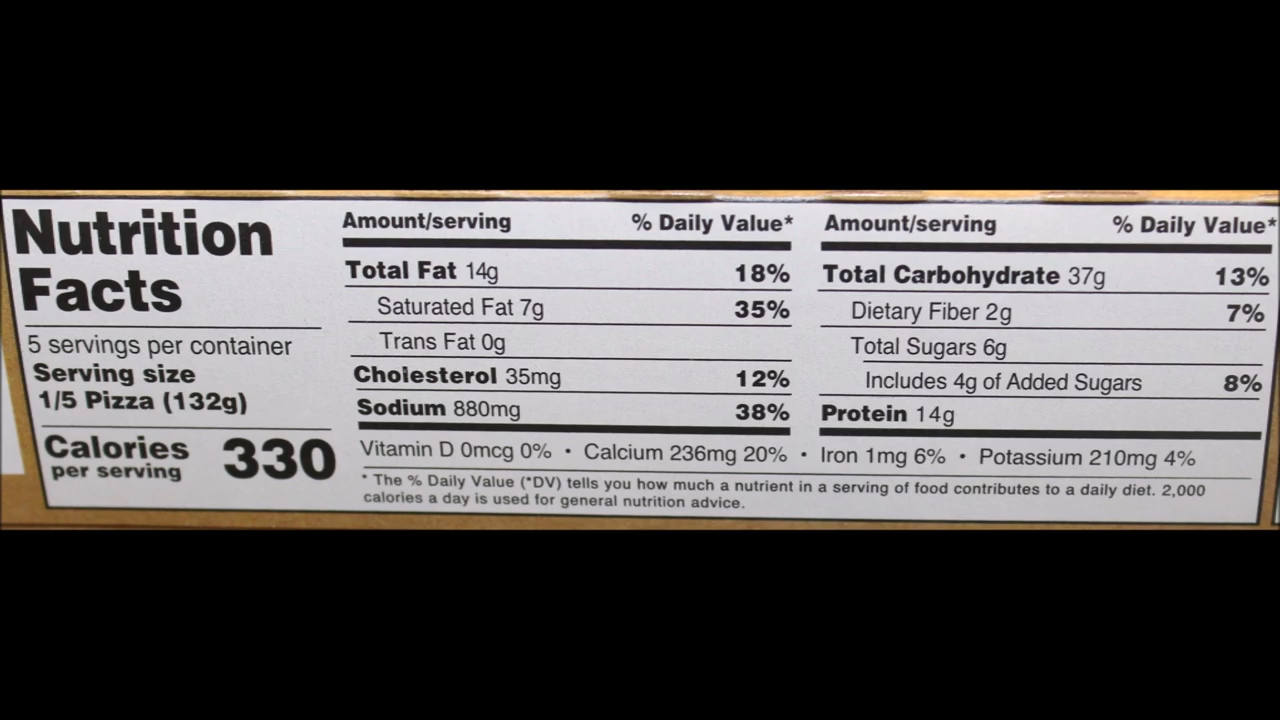 Nutrition
Facts
5 servings per container
Serving size
1/5 Pizza (132g)
Calories
per serving
330
Amount/serving % Daily Value*
Total Fat 14g 18%
Saturated Fat 7g 35%
Trans Fat 0g
Cholesterol 35mg 12%
Sodium 880mg 38%
Amount/serving % Daily Value*
Total Carbohydrate 37g 13%
Dietary Fiber 2g 7%
Total Sugars 6g
Includes 4g of Added Sugars 8%
Protein 14g
Vitamin D 0mcg 0% • Calcium 236mg 20% • Iron 1mg 6% • Potassium 210mg 4%
* The % Daily Value (*DV) tells you how much a nutrient in a serving of food contributes to a daily diet. 2,000
calories a day is used for general nutrition advice.